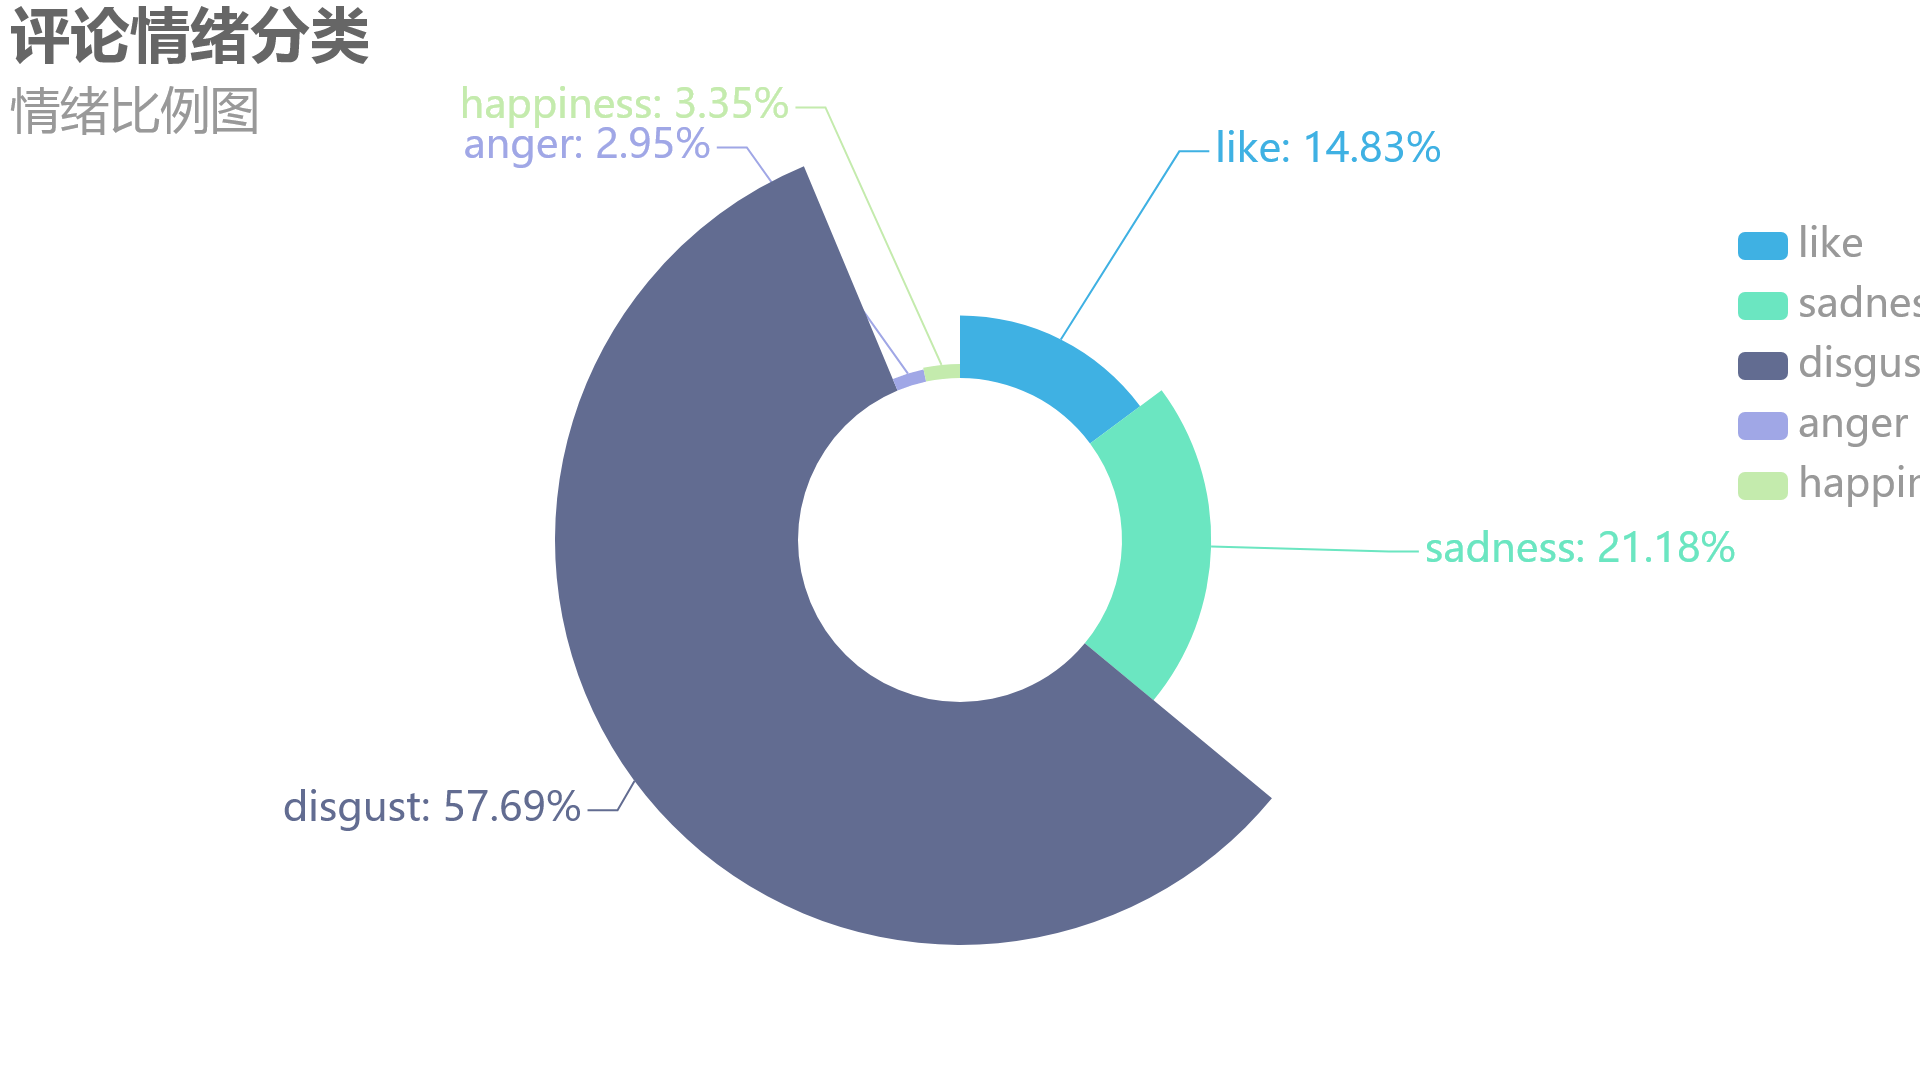 评论情绪分类
情绪比例图
happiness: 3.35%
anger: 2.95%
like: 14.83%
sadness: 21.18%
disgust: 57.69%
like
sadnes
disgus
anger
happin